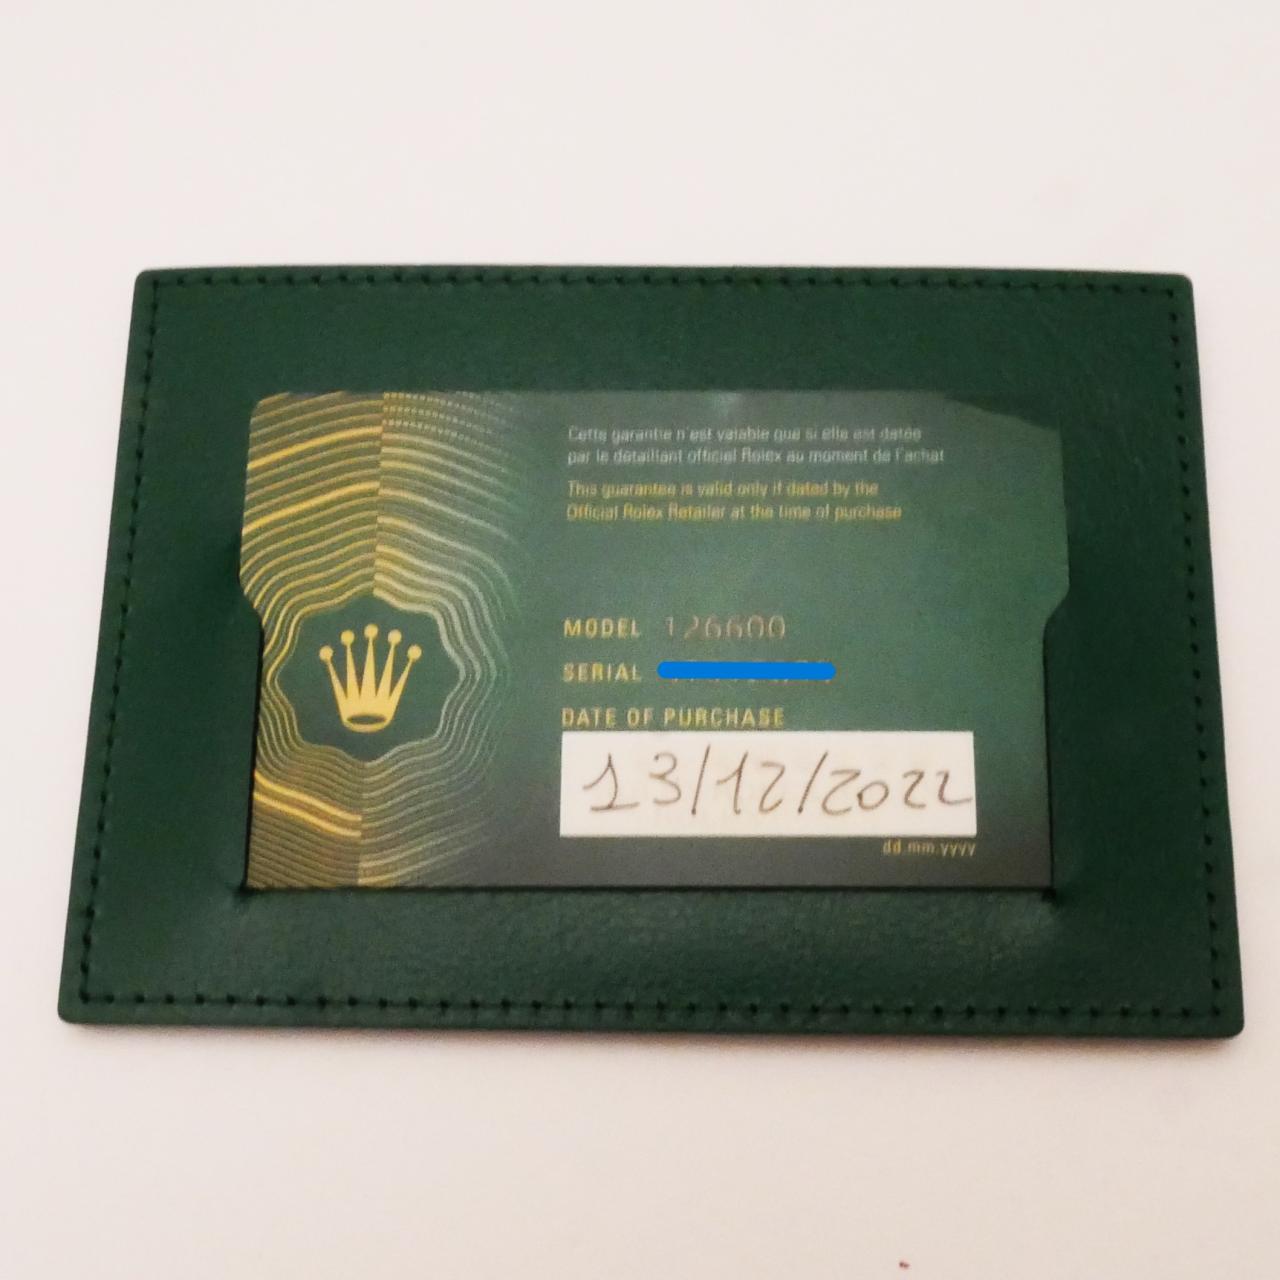 Cette garantie n'est valable que si elle est datée
par le détaillant officiel Rolex au moment de l'achat
This guarantee is valid only if dated by the
Official Rolex Retailer at the time of purchase
MODEL 126600
SERIAL
DATE OF PURCHASE
13/12/2022
dd.mm.yyyy